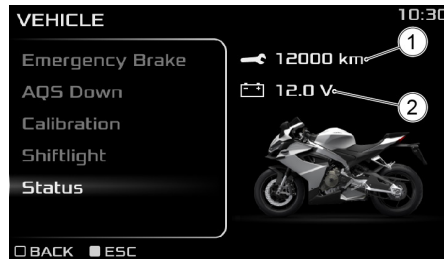 VEHICLE
10:30
Emergency Brake
AQS Down
Calibration
Shiftlight
Status
12000 km
1
12.0 V
2
BACK ESC